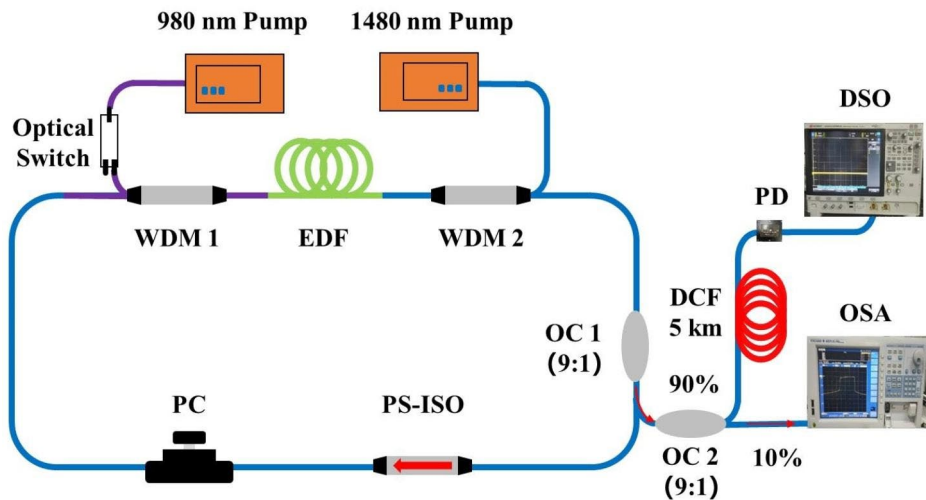 980 nm Pump
1480 nm Pump
Optical
Switch
DSO
PD
WDM 1
EDF
WDM 2
DCF
5 km
OSA
OC 1
(9:1)
90%
PC
PS-ISO
OC 2
(9:1)
10%